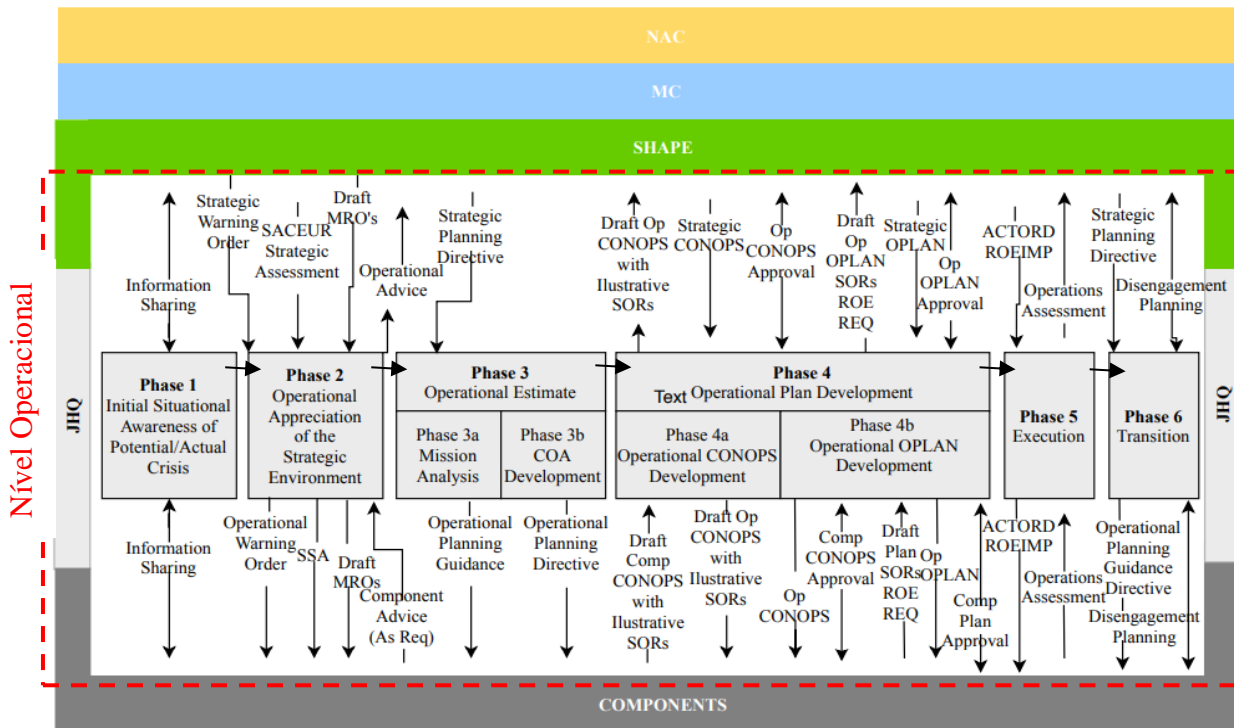 NAC
MC
SHAPE
Nível Operacional
JHQ
JHQ
Information
Sharing
Strategic
Warning
Order
SACEUR
Strategic
Assessment
Draft
MRO's
Operational
Advice
Strategic
Planning
Directive
Draft Op
CONOPS
with
Ilustrative
SORs
Strategic
CONOPS
Op
CONOPS
Approval
Draft
Op
OPLAN
SORs
ROE
REQ
Strategic
OPLAN
Op
OPLAN
Approval
ACTORD
ROEIMP
Operations
Assessment
Strategic
Planning
Directive
Disengagement
Planning
Phase 1
Initial Situational
Awareness of
Potential/Actual
Crisis
Phase 2
Operational
Appreciation
of the
Strategic
Environment
Phase 3
Operational Estimate
Phase 3a
Mission
Analysis
Phase 3b
COA
Development
Phase 4
Text Operational Plan Development
Phase 4a
Operational CONOPS
Development
Phase 4b
Operational OPLAN
Development
Phase 5
Execution
Phase 6
Transition
Information
Sharing
Operational
Warning
Order
SSA
Draft
MROs
Component
Advice
(As Req)
Operational
Planning
Guidance
Operational
Planning
Directive
Draft
Comp
CONOPS
with
Illustrative
SORs
Draft Op
CONOPS
with
Ilustrative
SORs
Op
CONOPS
Comp
CONOPS
Approval
Draft
Plan
SORs
ROE
REQ
Op
OPLAN
Comp
Plan
Approval
ACTORD
ROEIMP
Operations
Assessment
Operational
Planning
Guidance
Directive
Disengagement
Planning
COMPONENTS